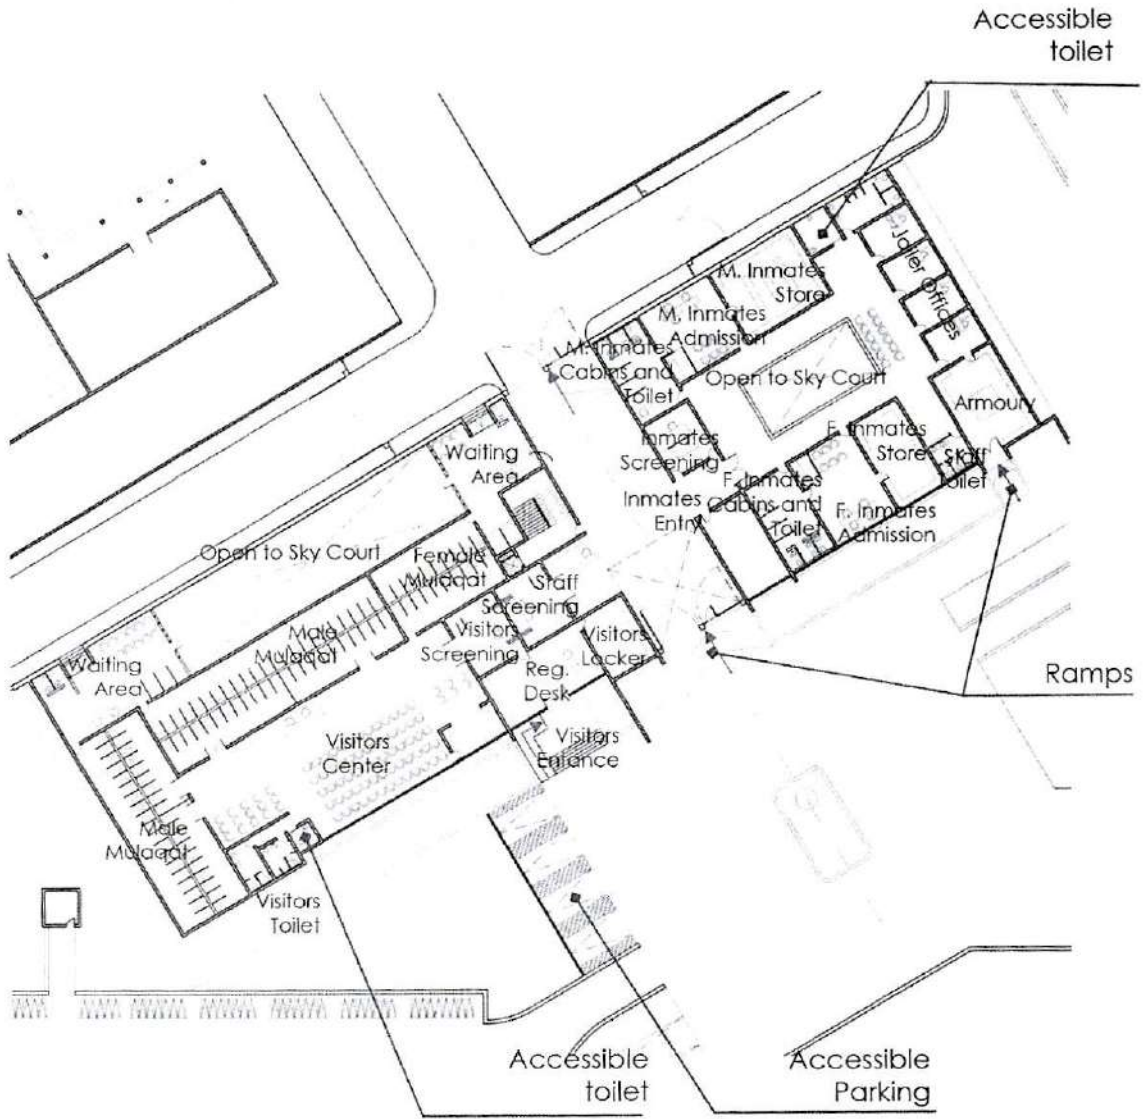 Accessible
toilet
M. Inmates
Store
Jailer Offices
M. Inmates
Admission
M. Inmates
Cabins and
Toilet
Open to Sky Court
Armoury
Inmates
Screening
F. Inmates
Store
Staff
Toilet
Waiting
Area
Inmates
Entry
F. Inmates
Cabins and
Toilet
F. Inmates
Admission
Open to Sky Court
Female
Mulaqat
Staff
Screening
Male
Mulaqat
Visitors
Screening
Visitors
Locker
Waiting
Area
Reg.
Desk
Ramps
Visitors
Center
Visitors
Entance
Male
Mulaqat
Visitors
Toilet
Accessible
toilet
Accessible
Parking